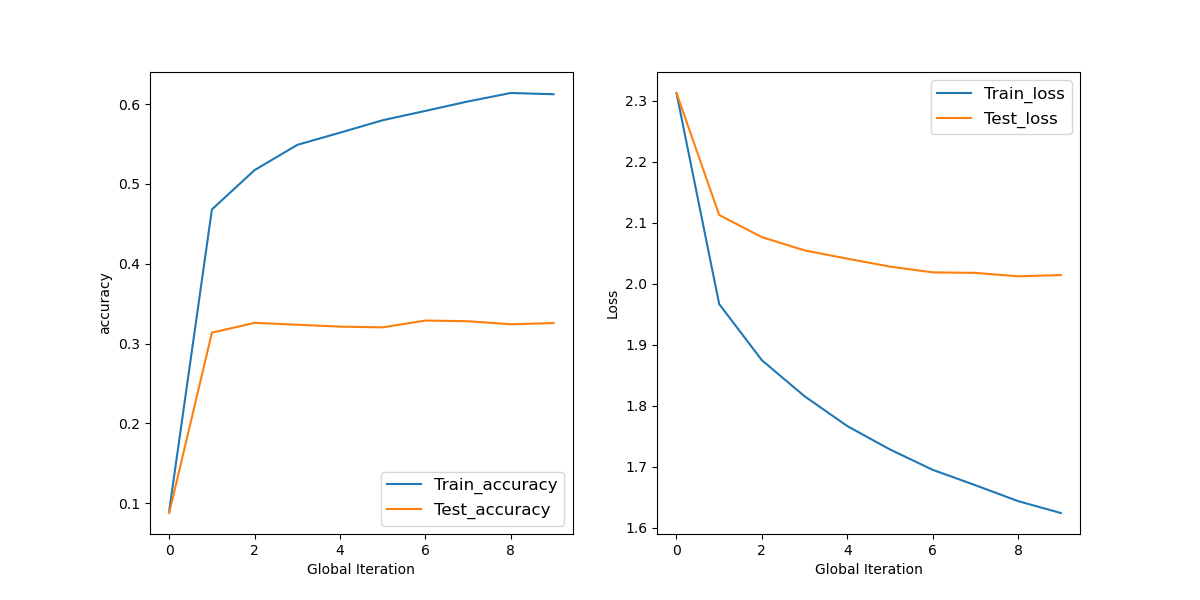 0.6
0.5
0.4
0.3
0.2
0.1
accuracy
0 2 4 6 8
Global Iteration
Train_accuracy
Test_accuracy
2.3
2.2
2.1
2.0
1.9
1.8
1.7
1.6
Loss
0 2 4 6 8
Global Iteration
Train_loss
Test_loss